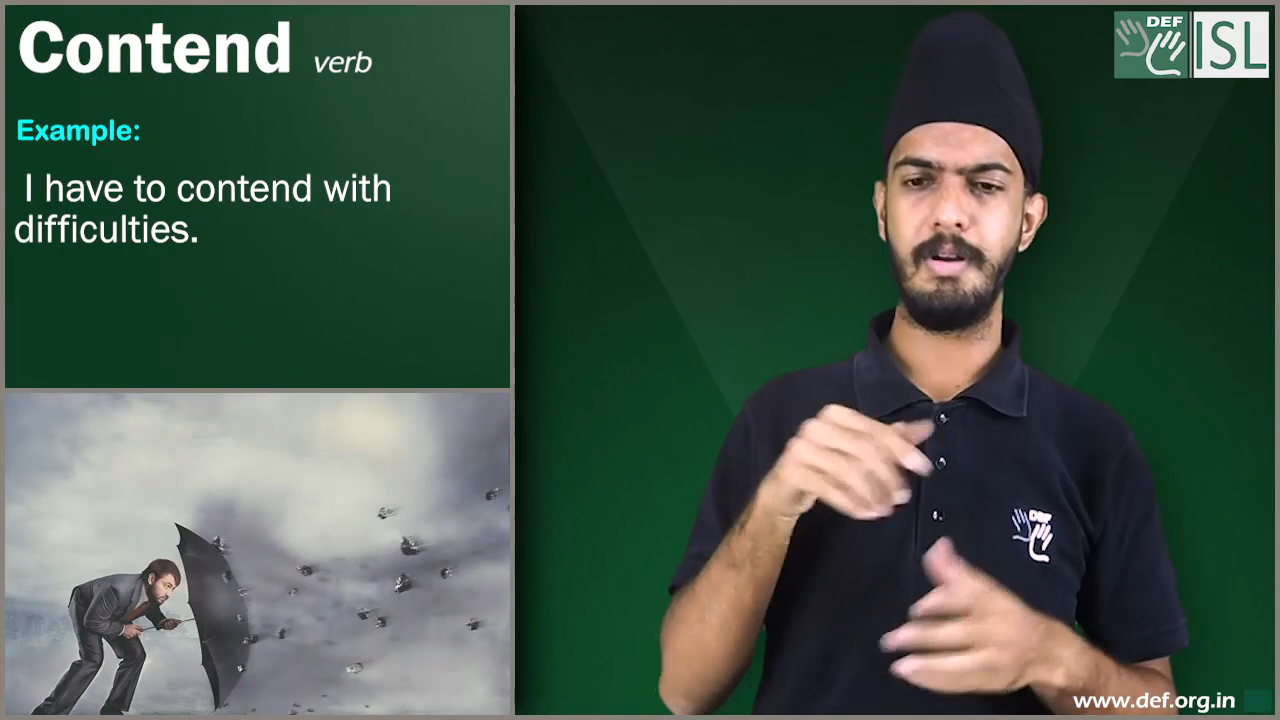 Contend verb
Example:
I have to contend with
difficulties.
DEF
ISL
DEF
www.def.org.in